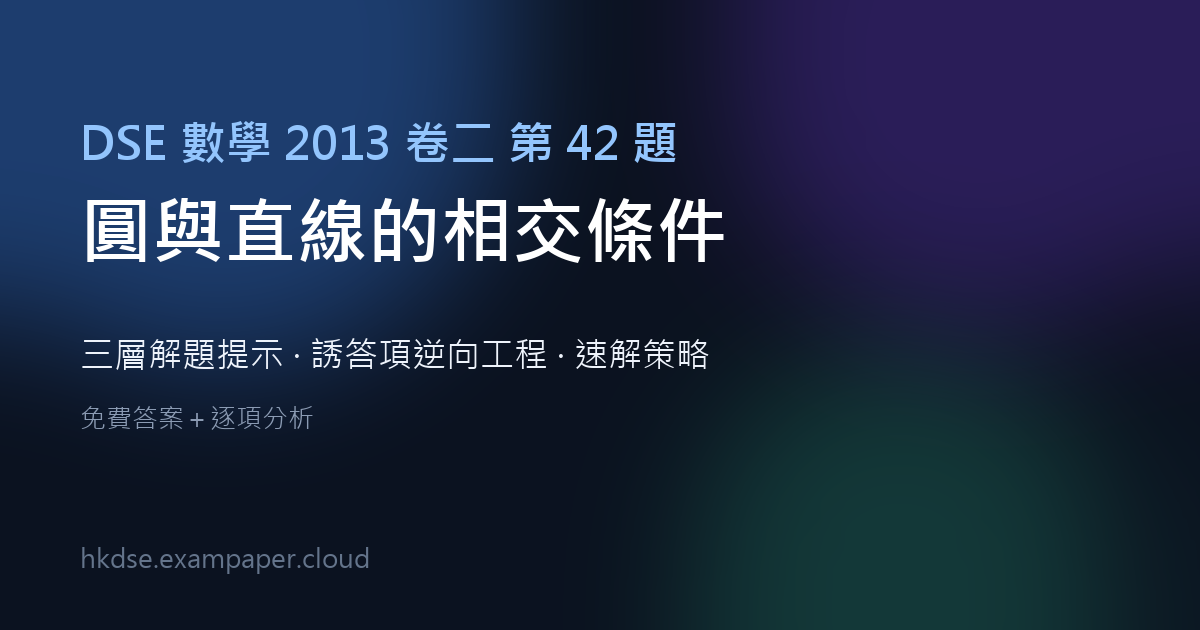 DSE 數學 2013 卷二 第 42 題
圓與直線的相交條件
三層解題提示 · 誘答項逆向工程 · 速解策略
免費答案 + 逐項分析
hkdse.exampaper.cloud